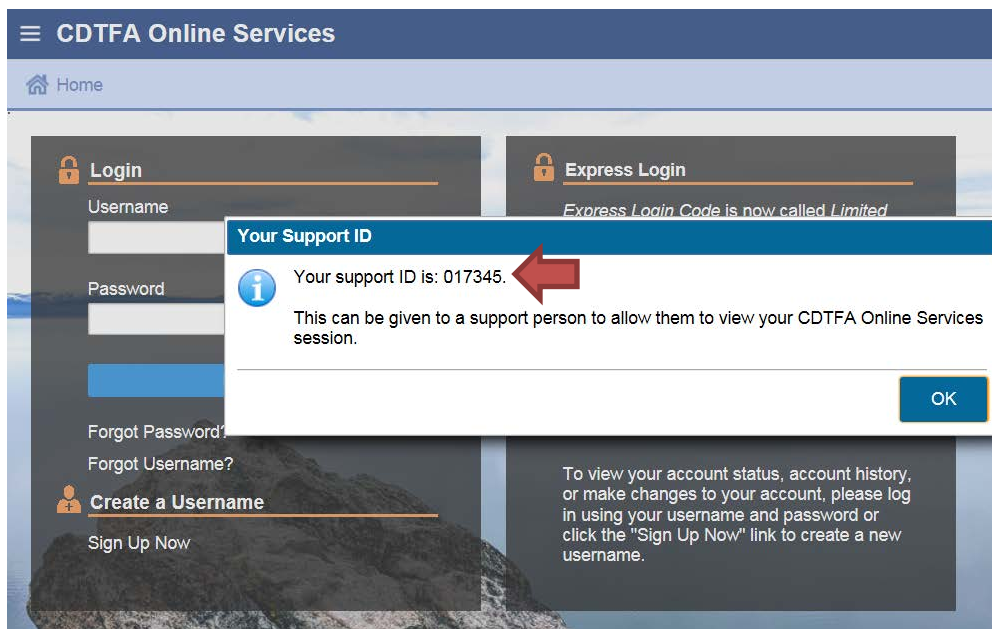 CDTFA Online Services
Home
Login
Username
Password
Forgot Password?
Forgot Username?
Create a Username
Sign Up Now
Express Login
Express Login Code is now called Limited
Your Support ID
Your support ID is: 017345.
This can be given to a support person to allow them to view your CDTFA Online Services
session.
OK
To view your account status, account history,
or make changes to your account, please log
in using your username and password or
click the "Sign Up Now" link to create a new
username.